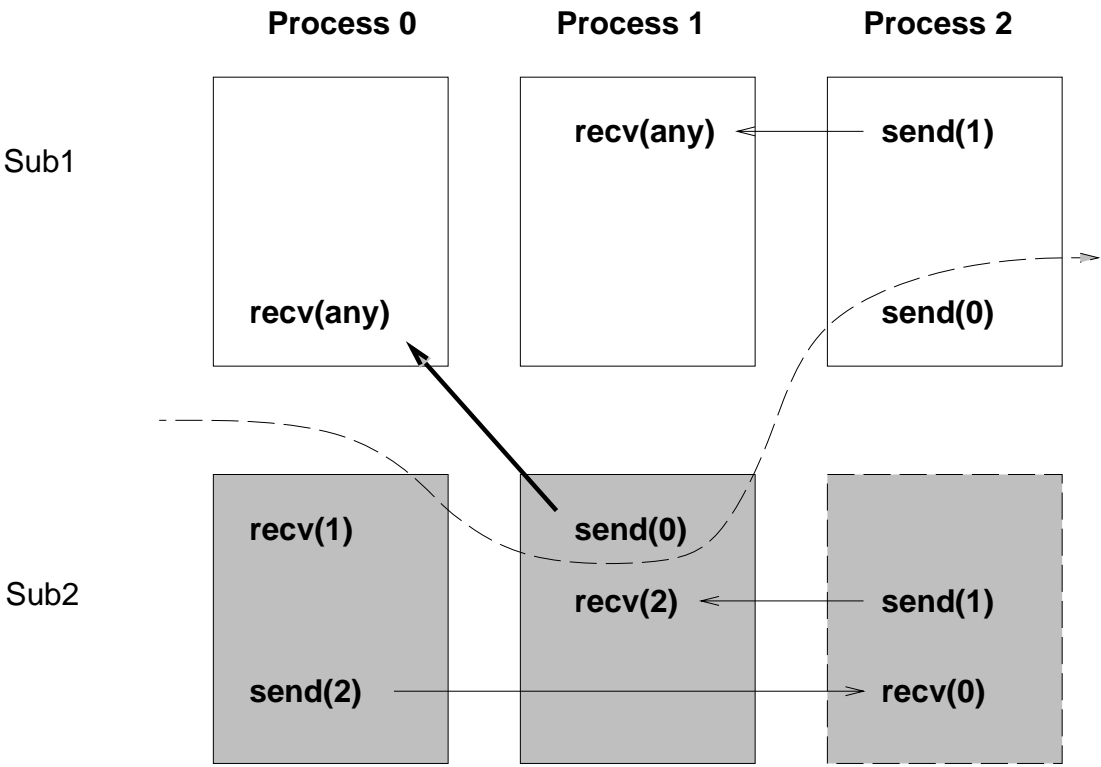 Process 0 Process 1 Process 2
recv(any) send(1)
Sub1
recv(any) send(0)
recv(1) send(0)
Sub2
recv(2) send(1)
send(2) recv(0)